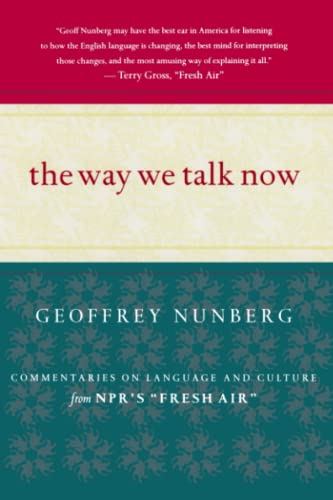 "Geoff Nunberg may have the best ear in America for listening
to how the English language is changing, the best mind for interpreting
those changes, and the most amusing way of explaining it all."
— Terry Gross, "Fresh Air"
the way we talk now
GEOFFREY NUNBERG
COMMENTARIES ON LANGUAGE AND CULTURE
from NPR'S "FRESH AIR"